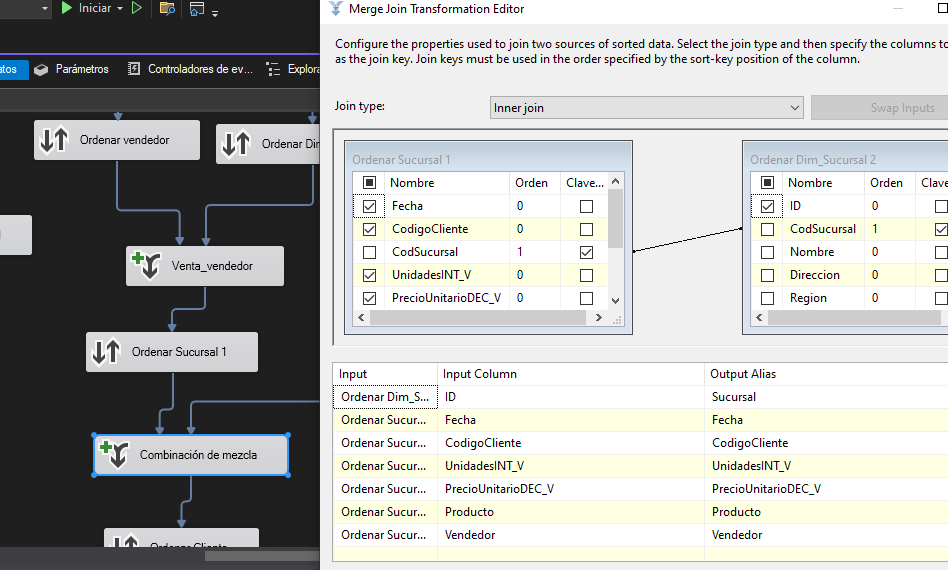 Iniciar
Merge Join Transformation Editor
Configure the properties used to join two sources of sorted data. Select the join type and then specify the columns to
as the join key. Join keys must be used in the order specified by the sort-key position of the column.
atos
Parámetros
Controladores de ev...
Explora
Join type:
Inner join
Swap Inputs
Ordenar vendedor
Ordenar Dim
Venta_vendedor
Ordenar Sucursal 1
Combinación de mezcla
Ordenar Cliente
Ordenar Sucursal 1
Nombre Orden Clave...
Fecha 0
CodigoCliente 0
CodSucursal 1
UnidadesINT_V 0
PrecioUnitarioDEC_V 0
Ordenar Dim_Sucursal 2
Nombre Orden Clave
ID 0
CodSucursal 1
Nombre 0
Direccion 0
Region 0
Input Input Column Output Alias
Ordenar Dim_S... ID Sucursal
Ordenar Sucur... Fecha Fecha
Ordenar Sucur... CodigoCliente CodigoCliente
Ordenar Sucur... UnidadesINT_V UnidadesINT_V
Ordenar Sucur... PrecioUnitarioDEC_V PrecioUnitarioDEC_V
Ordenar Sucur... Producto Producto
Ordenar Sucur... Vendedor Vendedor